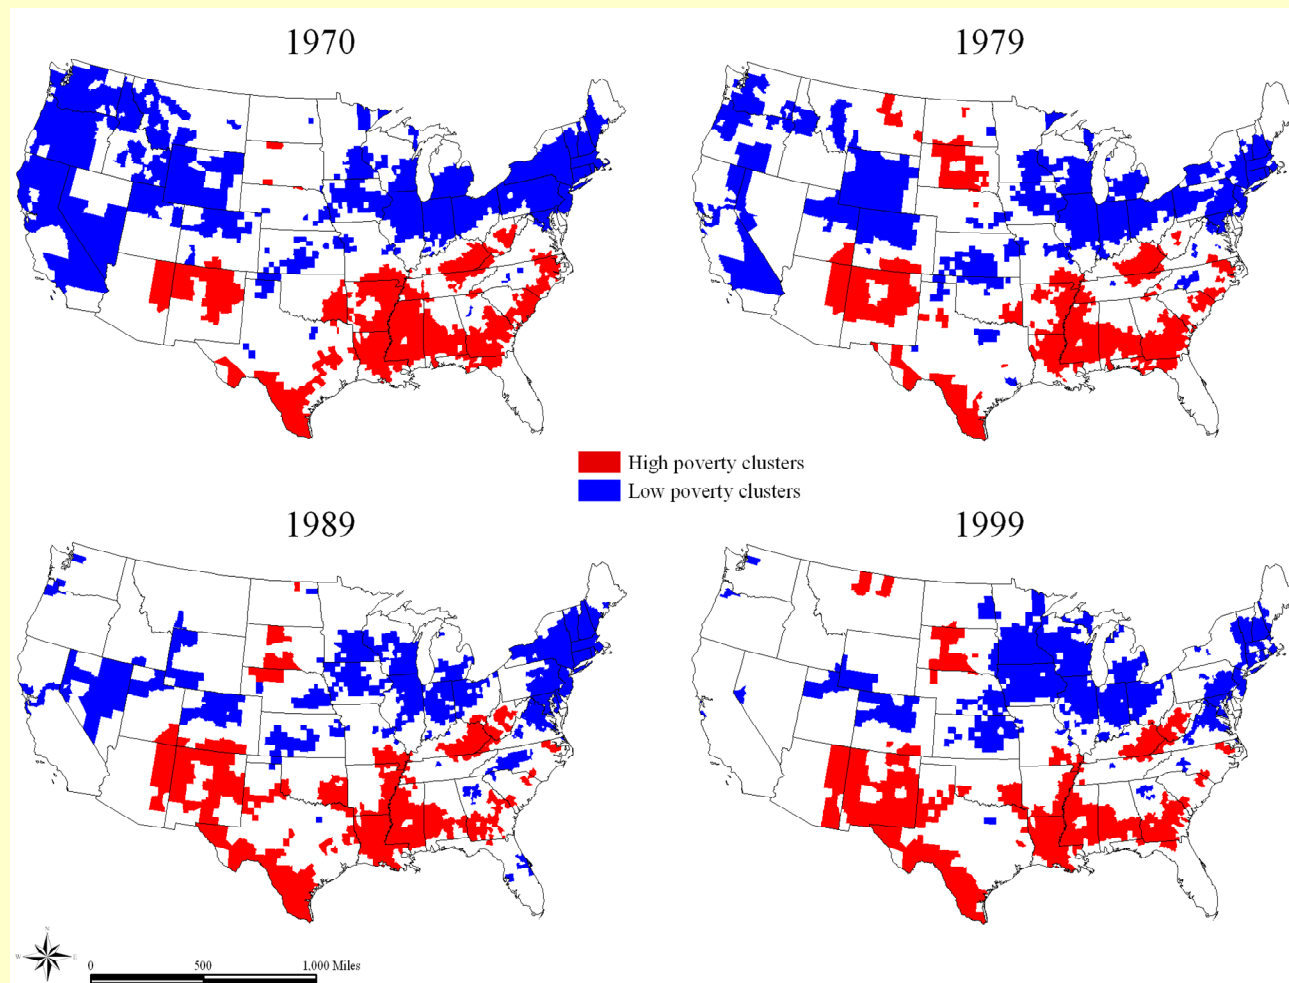 1970
1979
High poverty clusters
Low poverty clusters
1989
1999
N
W
E
S
0
500
1,000 Miles